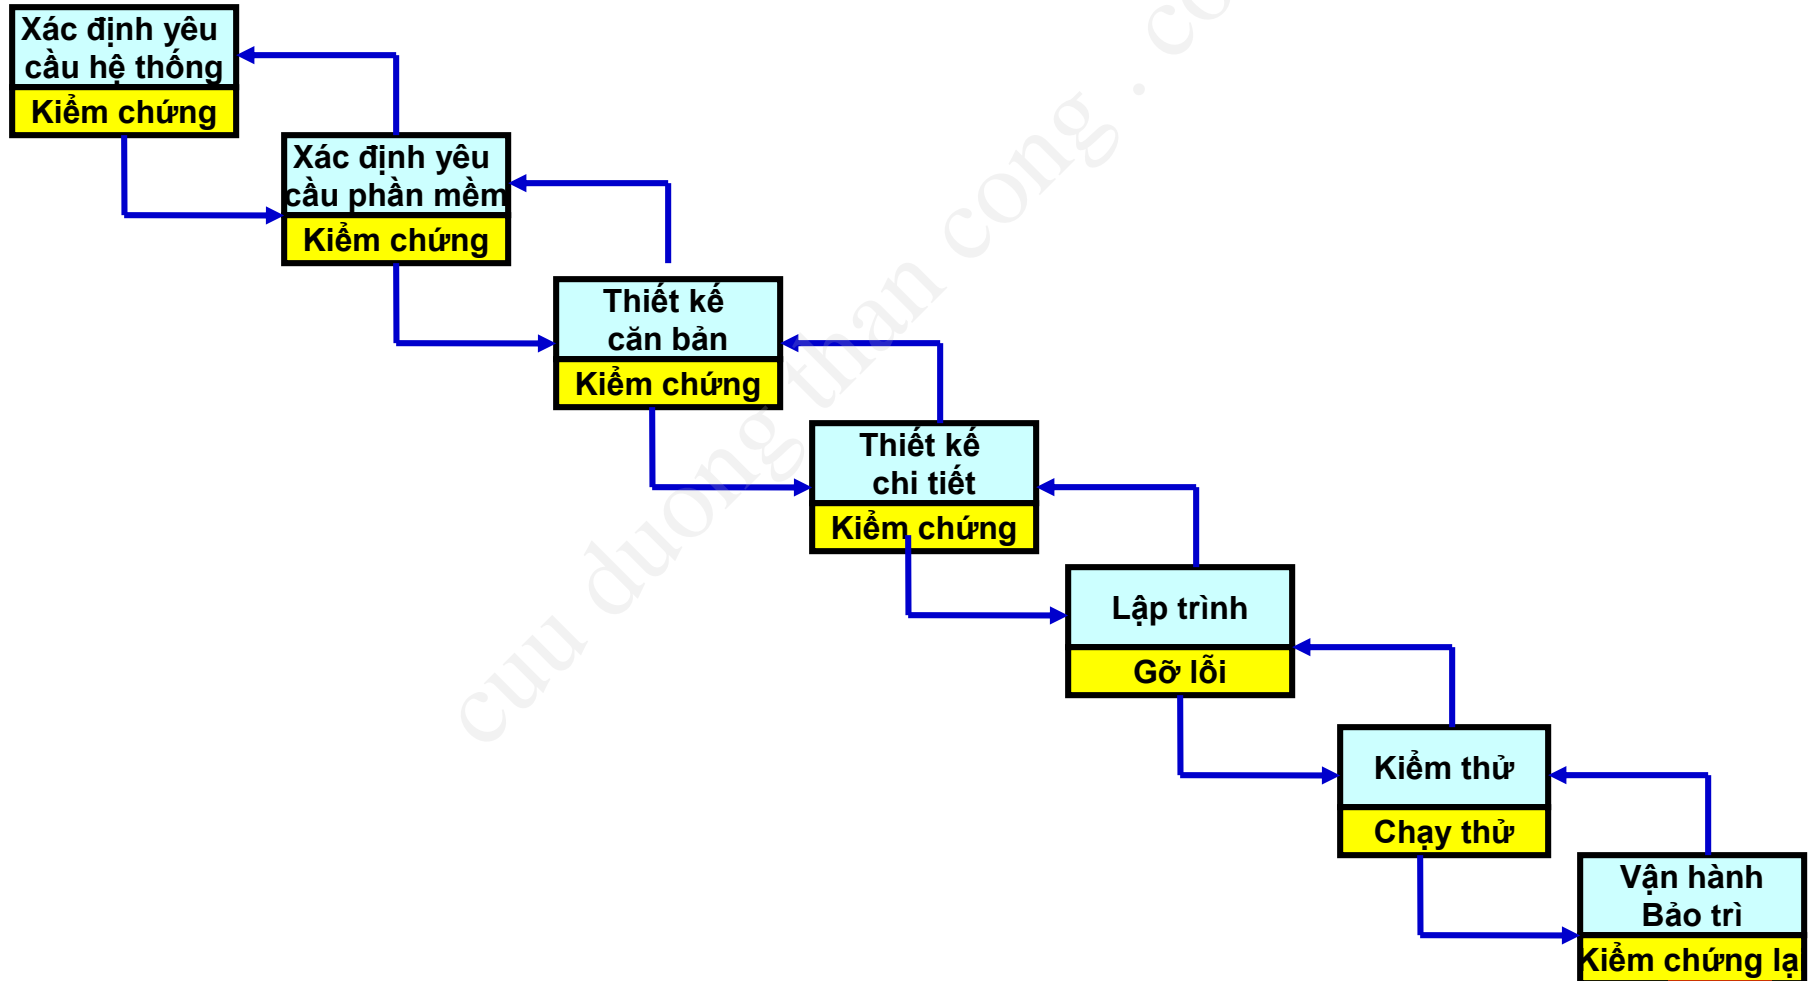 Xác định yêu
cầu hệ thống
Kiểm chứng
Xác định yêu
cầu phần mềm
Kiểm chứng
Thiết kế
căn bản
Kiểm chứng
Thiết kế
chi tiết
Kiểm chứng
Lập trình
Gỡ lỗi
Kiểm thử
Chạy thử
Vận hành
Bảo trì
Kiểm chứng lạ
cuu duong than cong . co